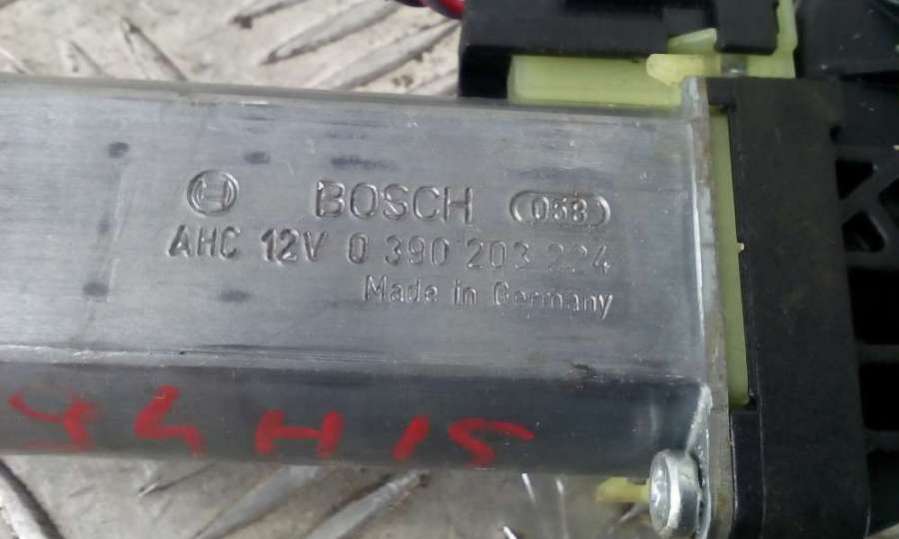 BOSCH 053
AHC 12V 0 390 203 224
Made in Germany